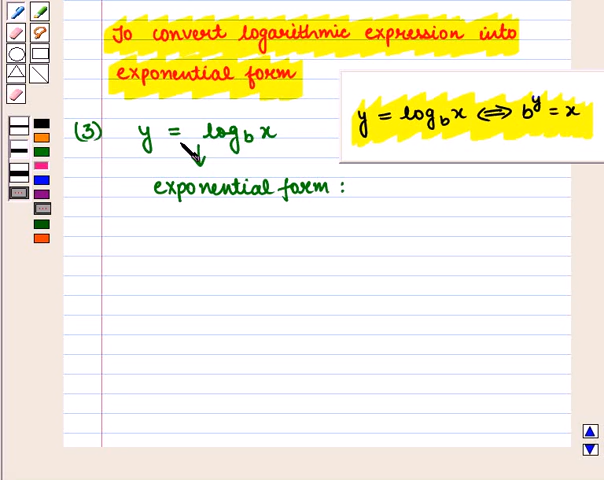 To convert logarithmic expression into
exponential form
y = log_b x ⟺ b^y = x
(3) y = log_b x
↓
exponential form :